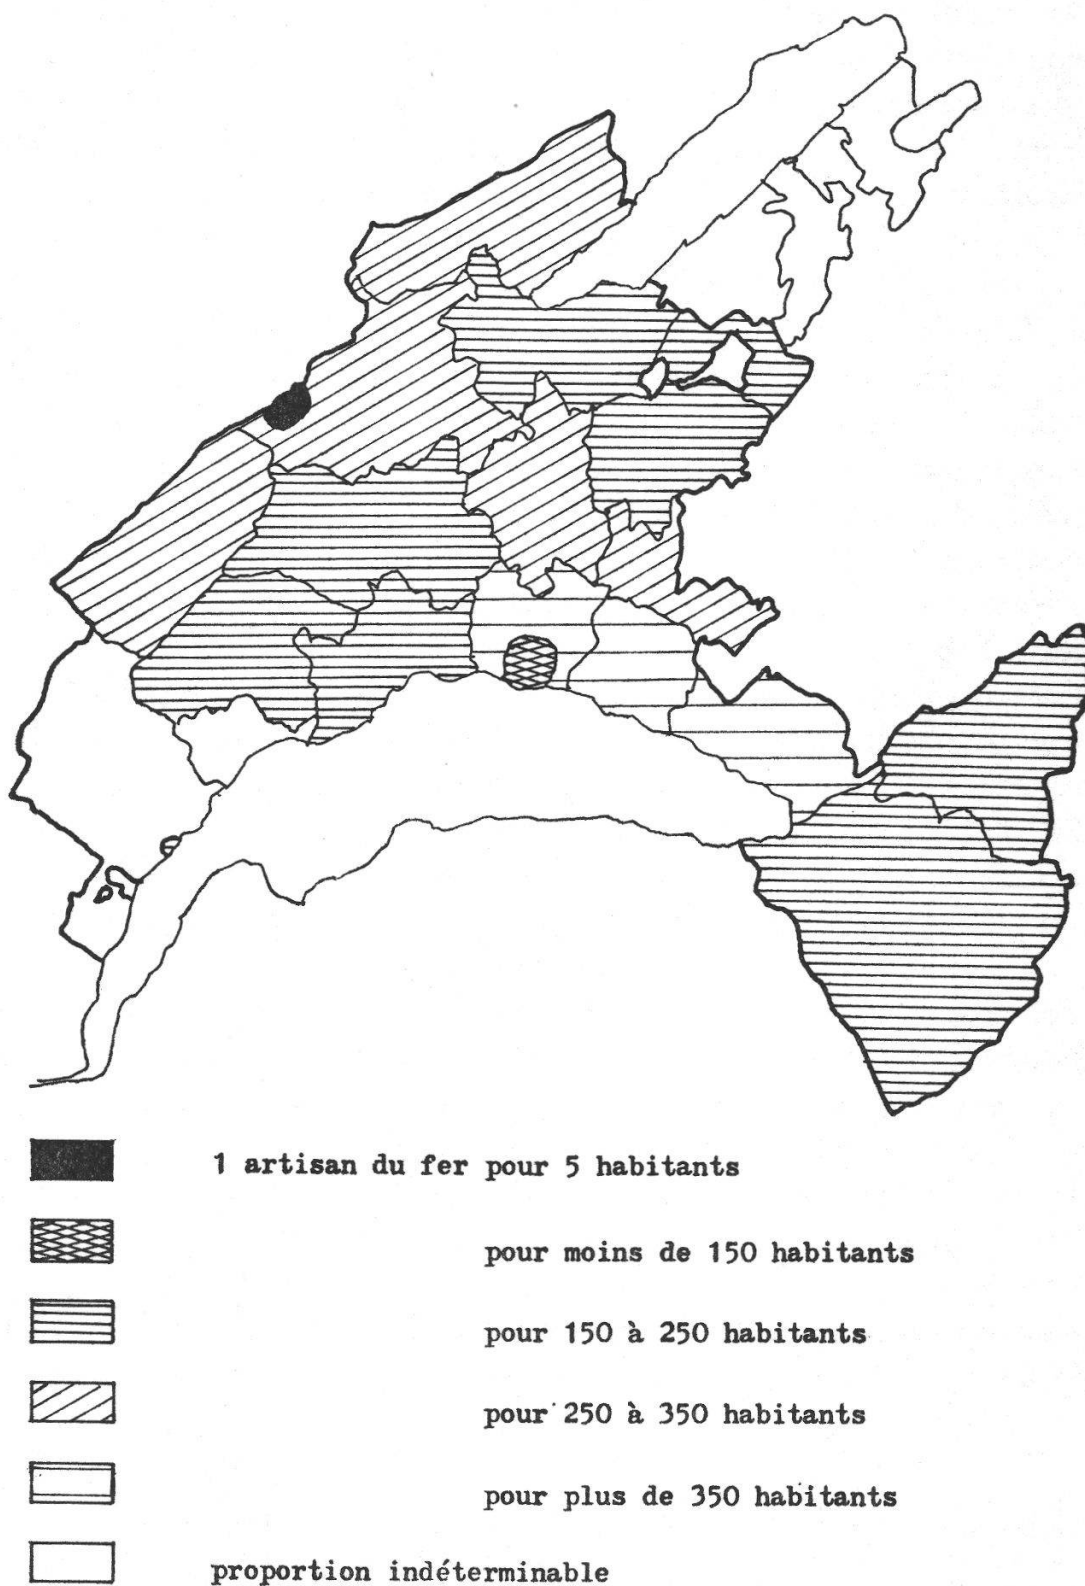 1 artisan du fer pour 5 habitants
pour moins de 150 habitants
pour 150 à 250 habitants
pour 250 à 350 habitants
pour plus de 350 habitants
proportion indéterminable